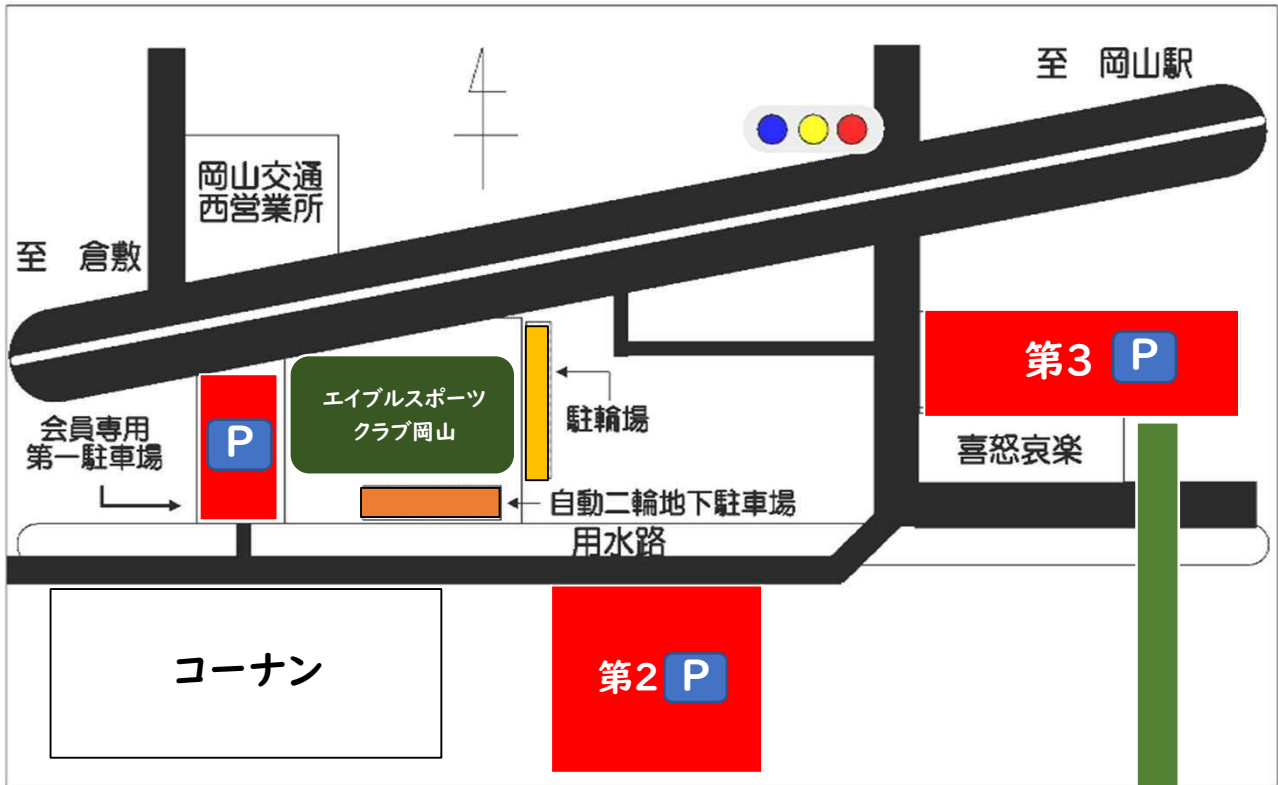 至　岡山駅
岡山交通
西営業所
至　倉敷
第3 P
エイブルスポーツ
クラブ岡山
駐輪場
会員専用
第一駐車場
P
喜怒哀楽
自動二輪地下駐車場
用水路
コーナン
第2 P